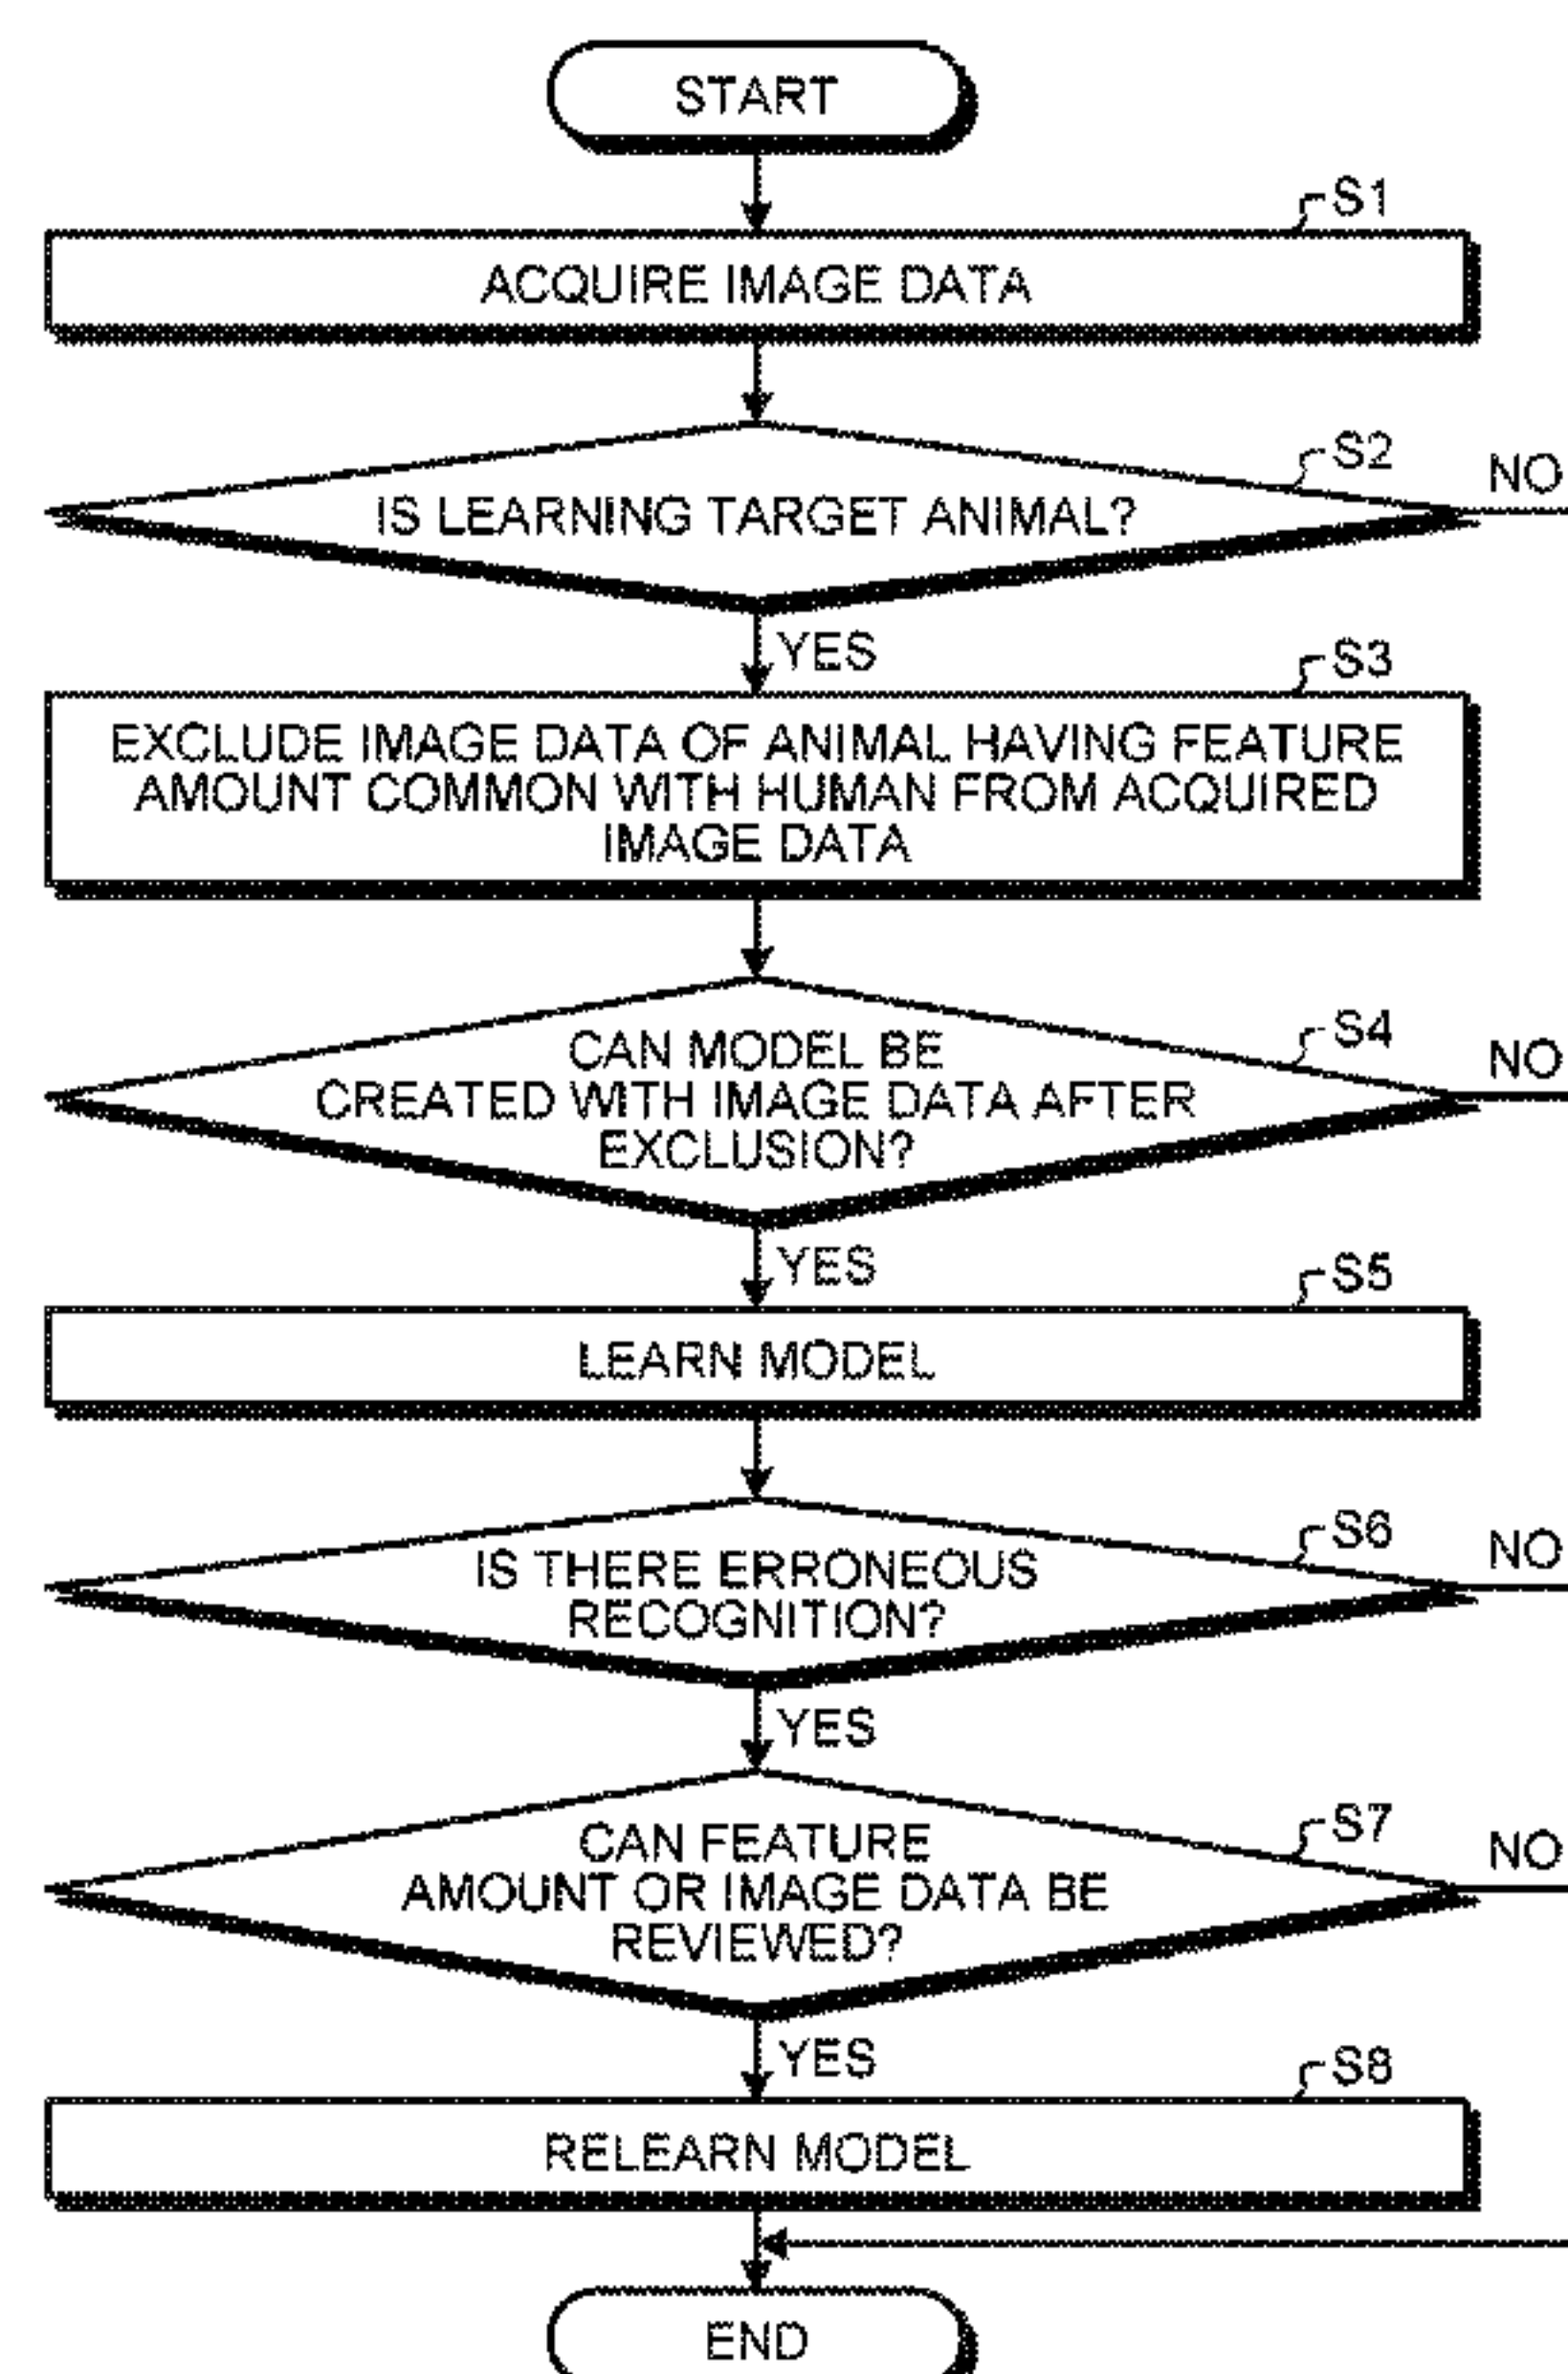 START
S1
ACQUIRE IMAGE DATA
S2
NO
IS LEARNING TARGET ANIMAL?
YES
S3
EXCLUDE IMAGE DATA OF ANIMAL HAVING FEATURE
AMOUNT COMMON WITH HUMAN FROM ACQUIRED
IMAGE DATA
S4
NO
CAN MODEL BE
CREATED WITH IMAGE DATA AFTER
EXCLUSION?
YES
S5
LEARN MODEL
S6
NO
IS THERE ERRONEOUS
RECOGNITION?
YES
S7
NO
CAN FEATURE
AMOUNT OR IMAGE DATA BE
REVIEWED?
YES
S8
RELEARN MODEL
END